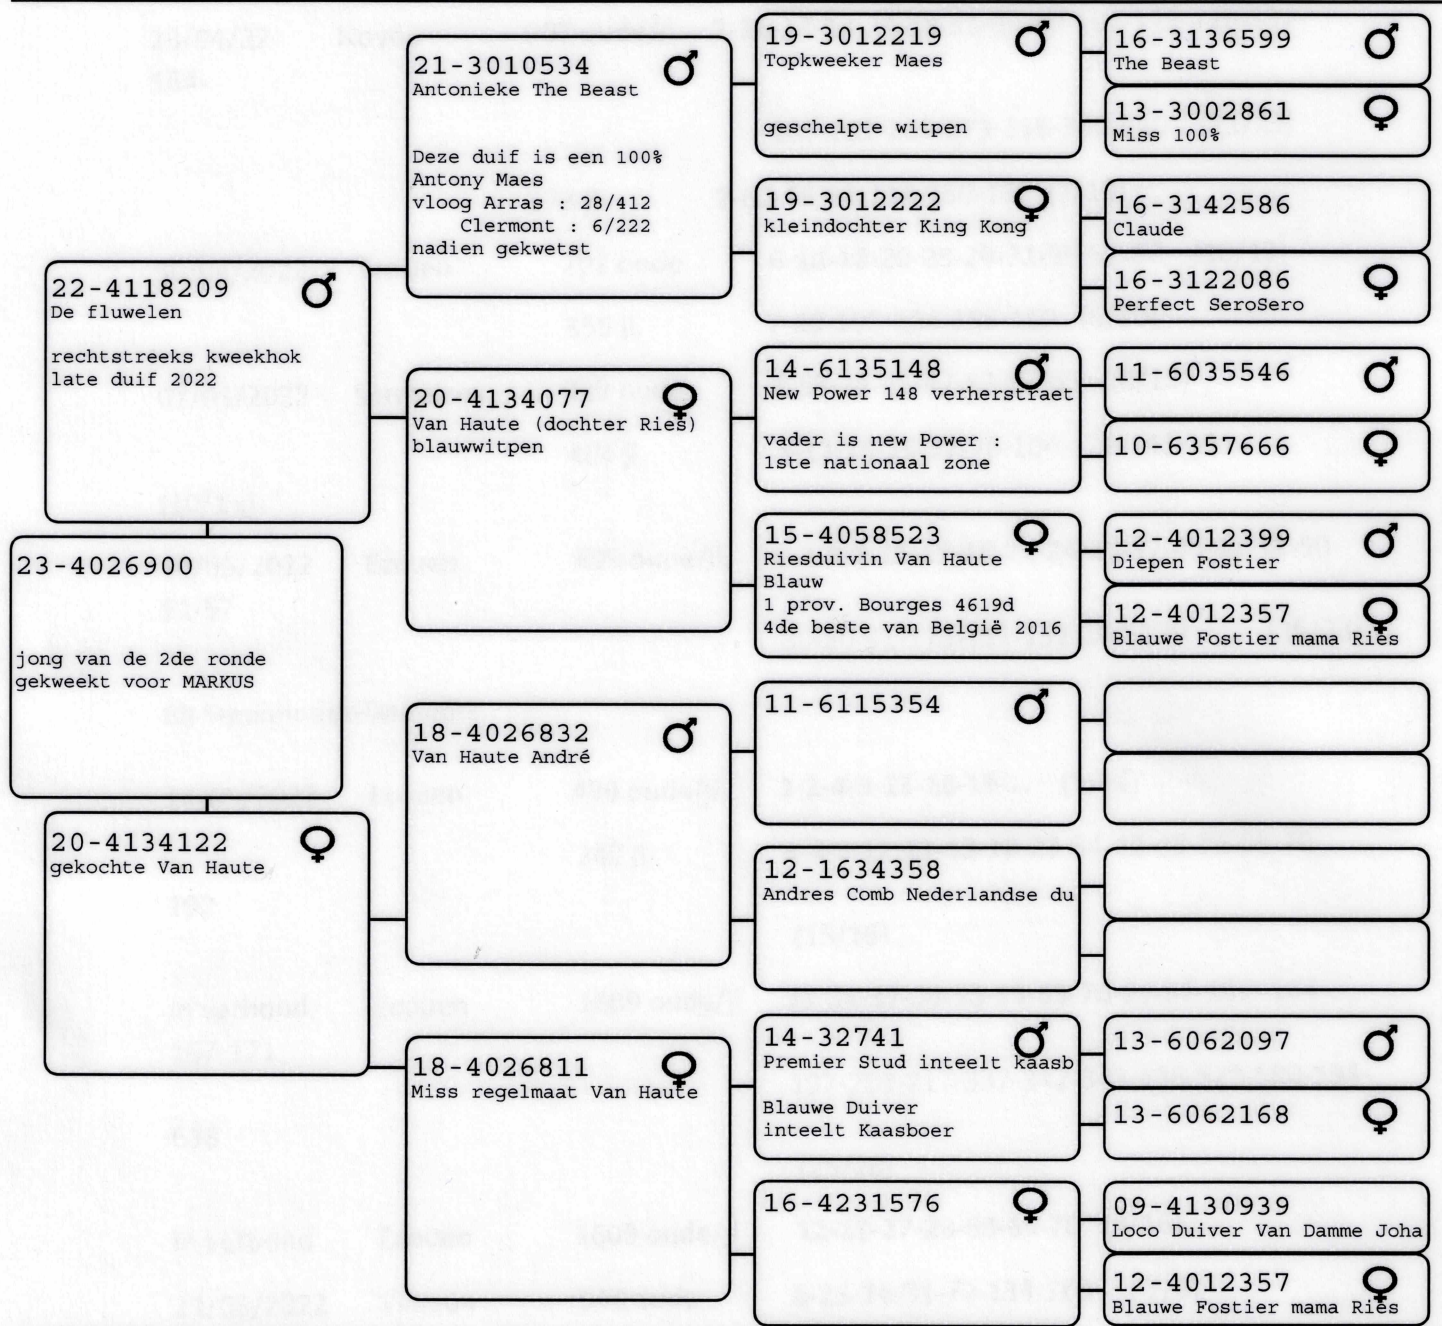 23-4026900
jong van de 2de ronde
gekweekt voor MARKUS
22-4118209 ♂
De fluwelen
rechtstreeks kweekhok
late duif 2022
20-4134122 ♀
gekochte Van Haute
21-3010534 ♂
Antonieke The Beast
Deze duif is een 100%
Antony Maes
vloog Arras : 28/412
Clermont : 6/222
nadien gekwetst
20-4134077 ♀
Van Haute (dochter Ries)
blauwwitpen
18-4026832 ♂
Van Haute André
18-4026811 ♀
Miss regelmaat Van Haute
19-3012219 ♂
Topkweeker Maes
geschelpte witpen
19-3012222 ♀
kleindochter King Kong
14-6135148 ♂
New Power 148 verherstraet
vader is new Power :
1ste nationaal zone
15-4058523 ♀
Riesduivin Van Haute
Blauw
1 prov. Bourges 4619d
4de beste van België 2016
11-6115354 ♂
12-1634358
Andres Comb Nederlandse du
14-32741 ♂
Premier Stud inteelt kaasb
Blauwe Duiver
inteelt Kaasboer
16-4231576 ♀
16-3136599 ♂
The Beast
13-3002861 ♀
Miss 100%
16-3142586
Claude
16-3122086 ♀
Perfect SeroSero
11-6035546 ♂
10-6357666 ♀
12-4012399 ♂
Diepen Fostier
12-4012357 ♀
Blauwe Fostier mama Ries
13-6062097 ♂
13-6062168 ♀
09-4130939
Loco Duiver Van Damme Joha
12-4012357 ♀
Blauwe Fostier mama Ries